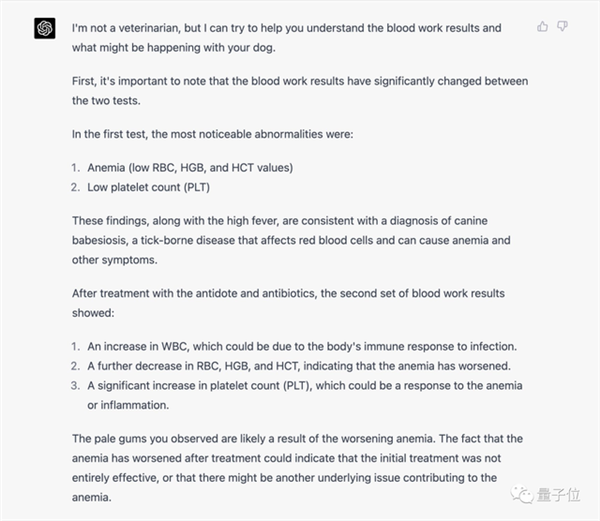 I'm not a veterinarian, but I can try to help you understand the blood work results and
what might be happening with your dog.
First, it's important to note that the blood work results have significantly changed between
the two tests.
In the first test, the most noticeable abnormalities were:
1. Anemia (low RBC, HGB, and HCT values)
2. Low platelet count (PLT)
These findings, along with the high fever, are consistent with a diagnosis of canine
babesiosis, a tick-borne disease that affects red blood cells and can cause anemia and
other symptoms.
After treatment with the antidote and antibiotics, the second set of blood work results
showed:
1. An increase in WBC, which could be due to the body's immune response to infection.
2. A further decrease in RBC, HGB, and HCT, indicating that the anemia has worsened.
3. A significant increase in platelet count (PLT), which could be a response to the anemia
or inflammation.
The pale gums you observed are likely a result of the worsening anemia. The fact that the
anemia has worsened after treatment could indicate that the initial treatment was not
entirely effective, or that there might be another underlying issue contributing to the
anemia.
量子位